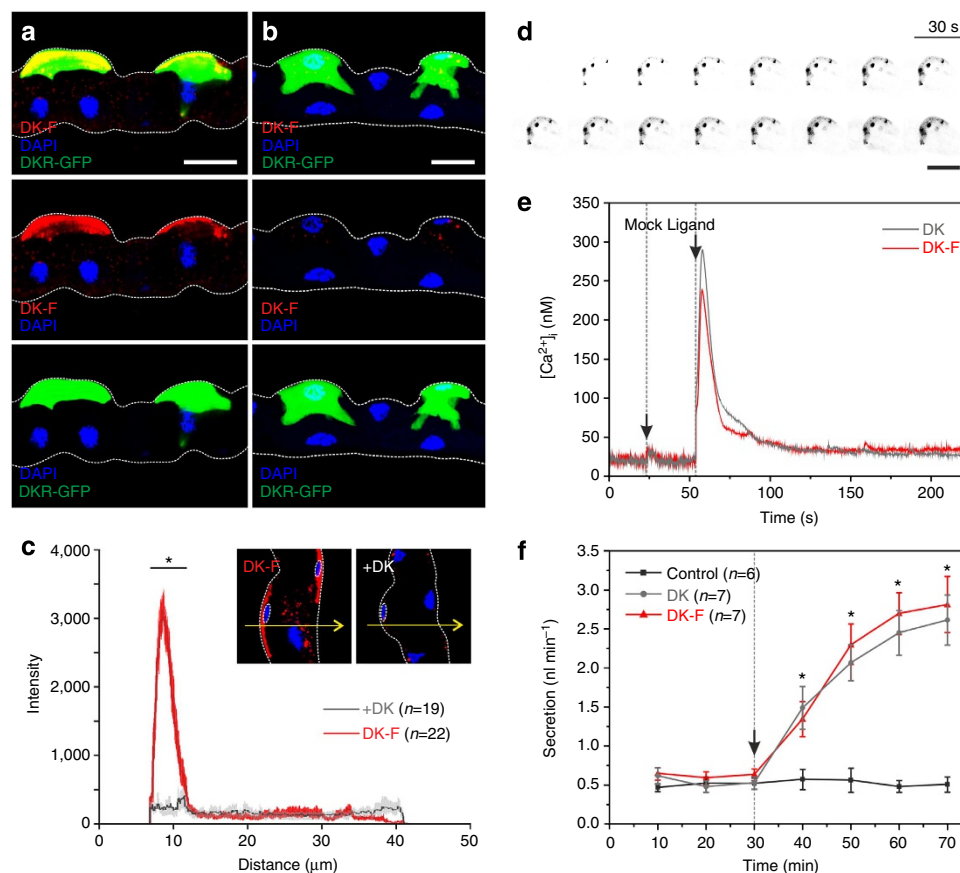 a
DK-F
DAPI
DKR-GFP
DK-F
DAPI
DAPI
DKR-GFP
b
DK-F
DAPI
DKR-GFP
DK-F
DAPI
DAPI
DKR-GFP
c
4,000
3,000
2,000
1,000
0
Intensity
*
DK-F
+DK
+DK (n=19)
DK-F (n=22)
0 10 20 30 40 50
Distance (μm)
d
30 s
e
350
300
250
200
150
100
50
0
[Ca2+]i (nM)
Mock Ligand
DK
DK-F
0 50 100 150 200
Time (s)
f
3.5
3.0
2.5
2.0
1.5
1.0
0.5
0.0
Secretion (nl min−1)
Control (n=6)
DK (n=7)
DK-F (n=7)
* * * *
10 20 30 40 50 60 70
Time (min)